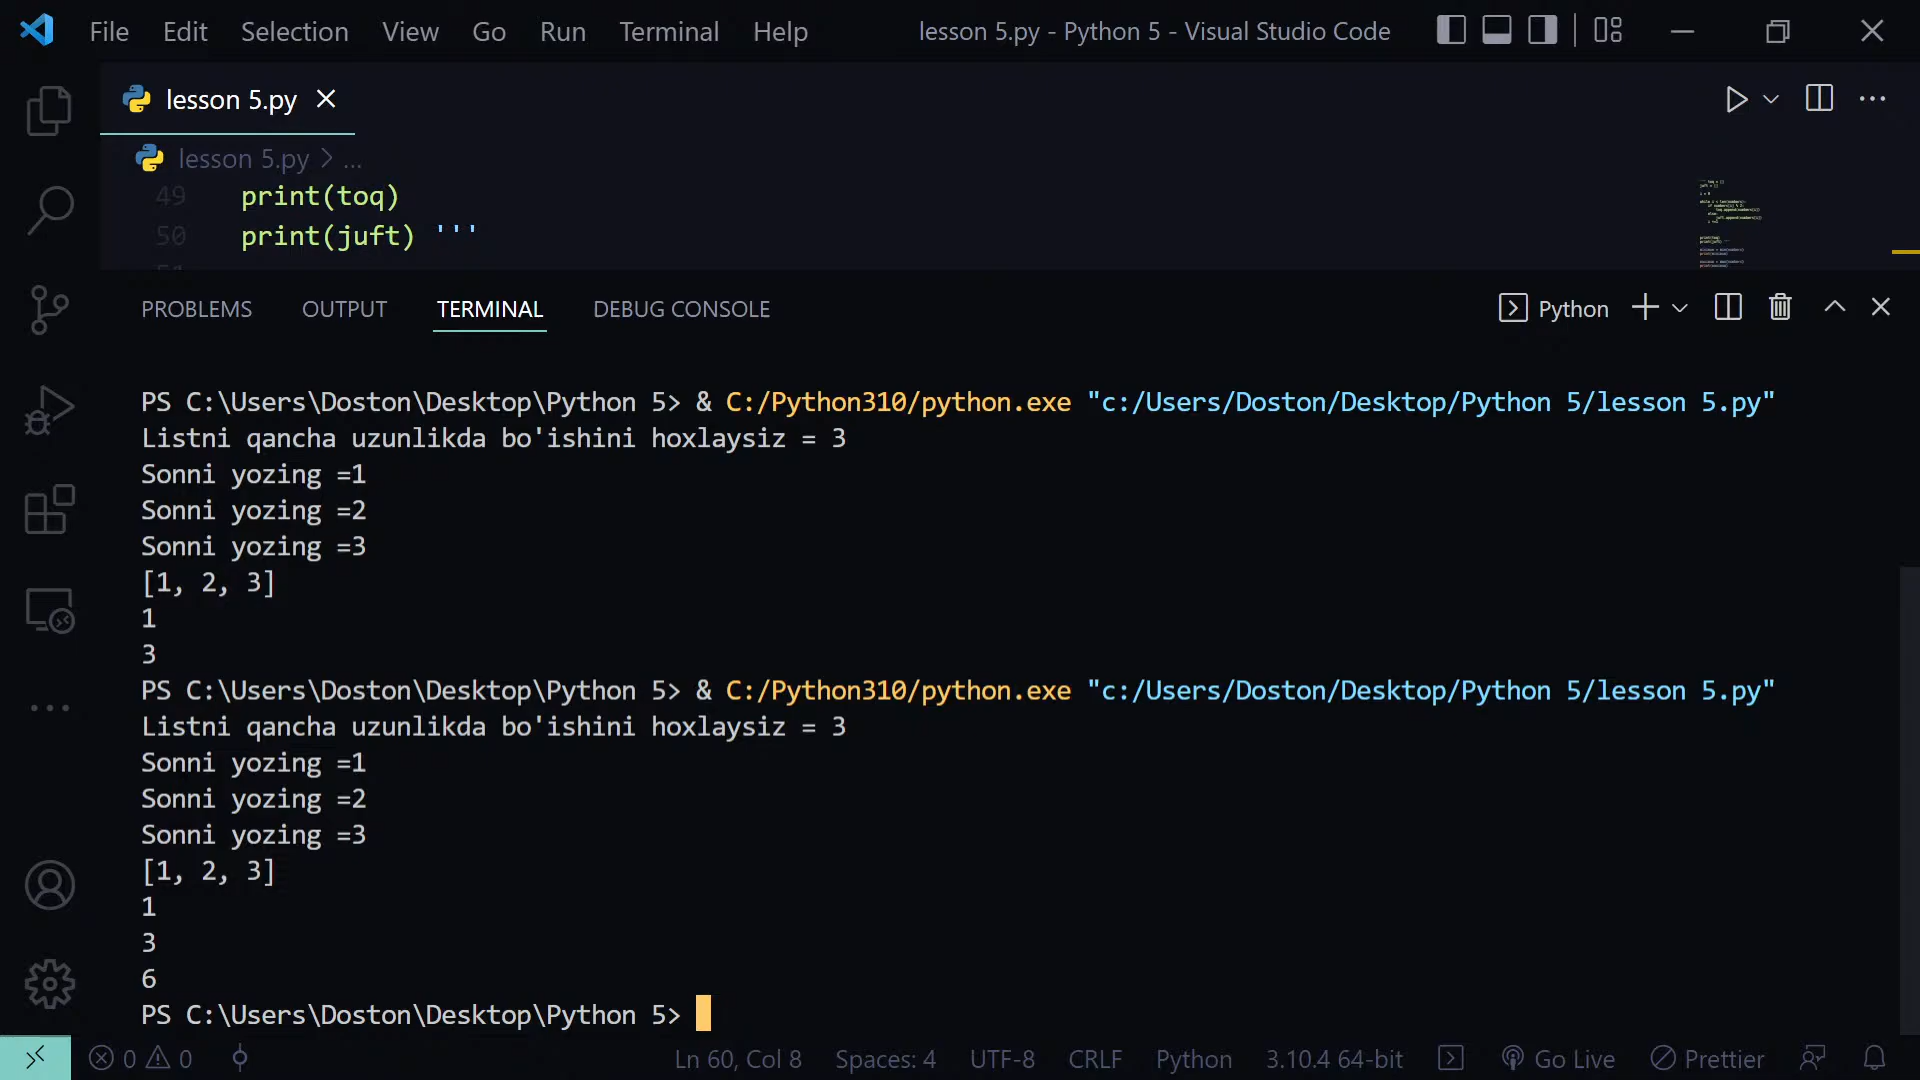 File Edit Selection View Go Run Terminal Help lesson 5.py - Python 5 - Visual Studio Code
lesson 5.py
lesson 5.py > ...
49 print(toq)
50 print(juft) '''
PROBLEMS OUTPUT TERMINAL DEBUG CONSOLE Python
PS C:\Users\Doston\Desktop\Python 5> & C:/Python310/python.exe "c:/Users/Doston/Desktop/Python 5/lesson 5.py"
Listni qancha uzunlikda bo'ishini hoxlaysiz = 3
Sonni yozing =1
Sonni yozing =2
Sonni yozing =3
[1, 2, 3]
1
3
PS C:\Users\Doston\Desktop\Python 5> & C:/Python310/python.exe "c:/Users/Doston/Desktop/Python 5/lesson 5.py"
Listni qancha uzunlikda bo'ishini hoxlaysiz = 3
Sonni yozing =1
Sonni yozing =2
Sonni yozing =3
[1, 2, 3]
1
3
6
PS C:\Users\Doston\Desktop\Python 5>
0 0 Ln 60, Col 8 Spaces: 4 UTF-8 CRLF Python 3.10.4 64-bit Go Live Prettier